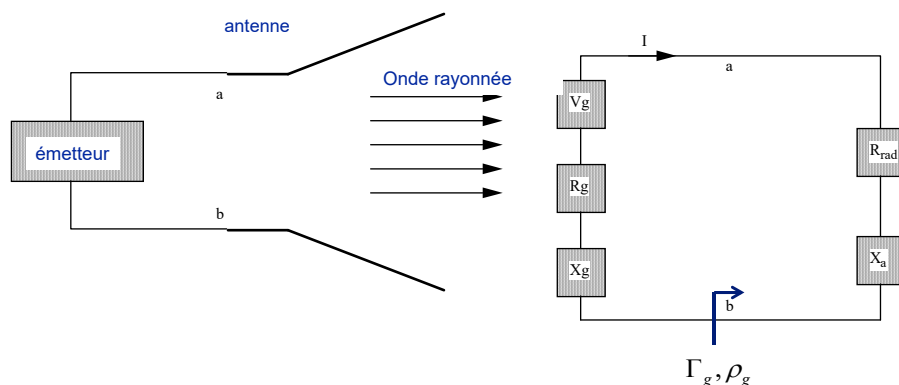 antenne
a
émetteur
b
Onde rayonnée
I
a
Vg
Rg
Xg
R_rad
X_a
b
Γ_g, ρ_g